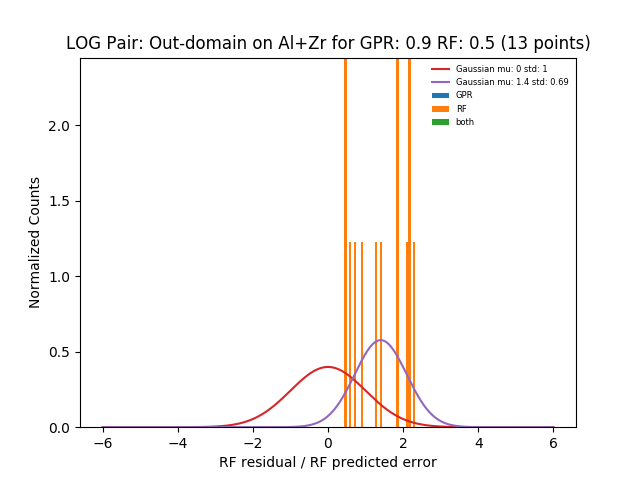 LOG Pair: Out-domain on Al+Zr for GPR: 0.9 RF: 0.5 (13 points)
Gaussian mu: 0 std: 1
Gaussian mu: 1.4 std: 0.69
GPR
RF
both
Normalized Counts
2.0
1.5
1.0
0.5
0.0
−6
−4
−2
0
2
4
6
RF residual / RF predicted error